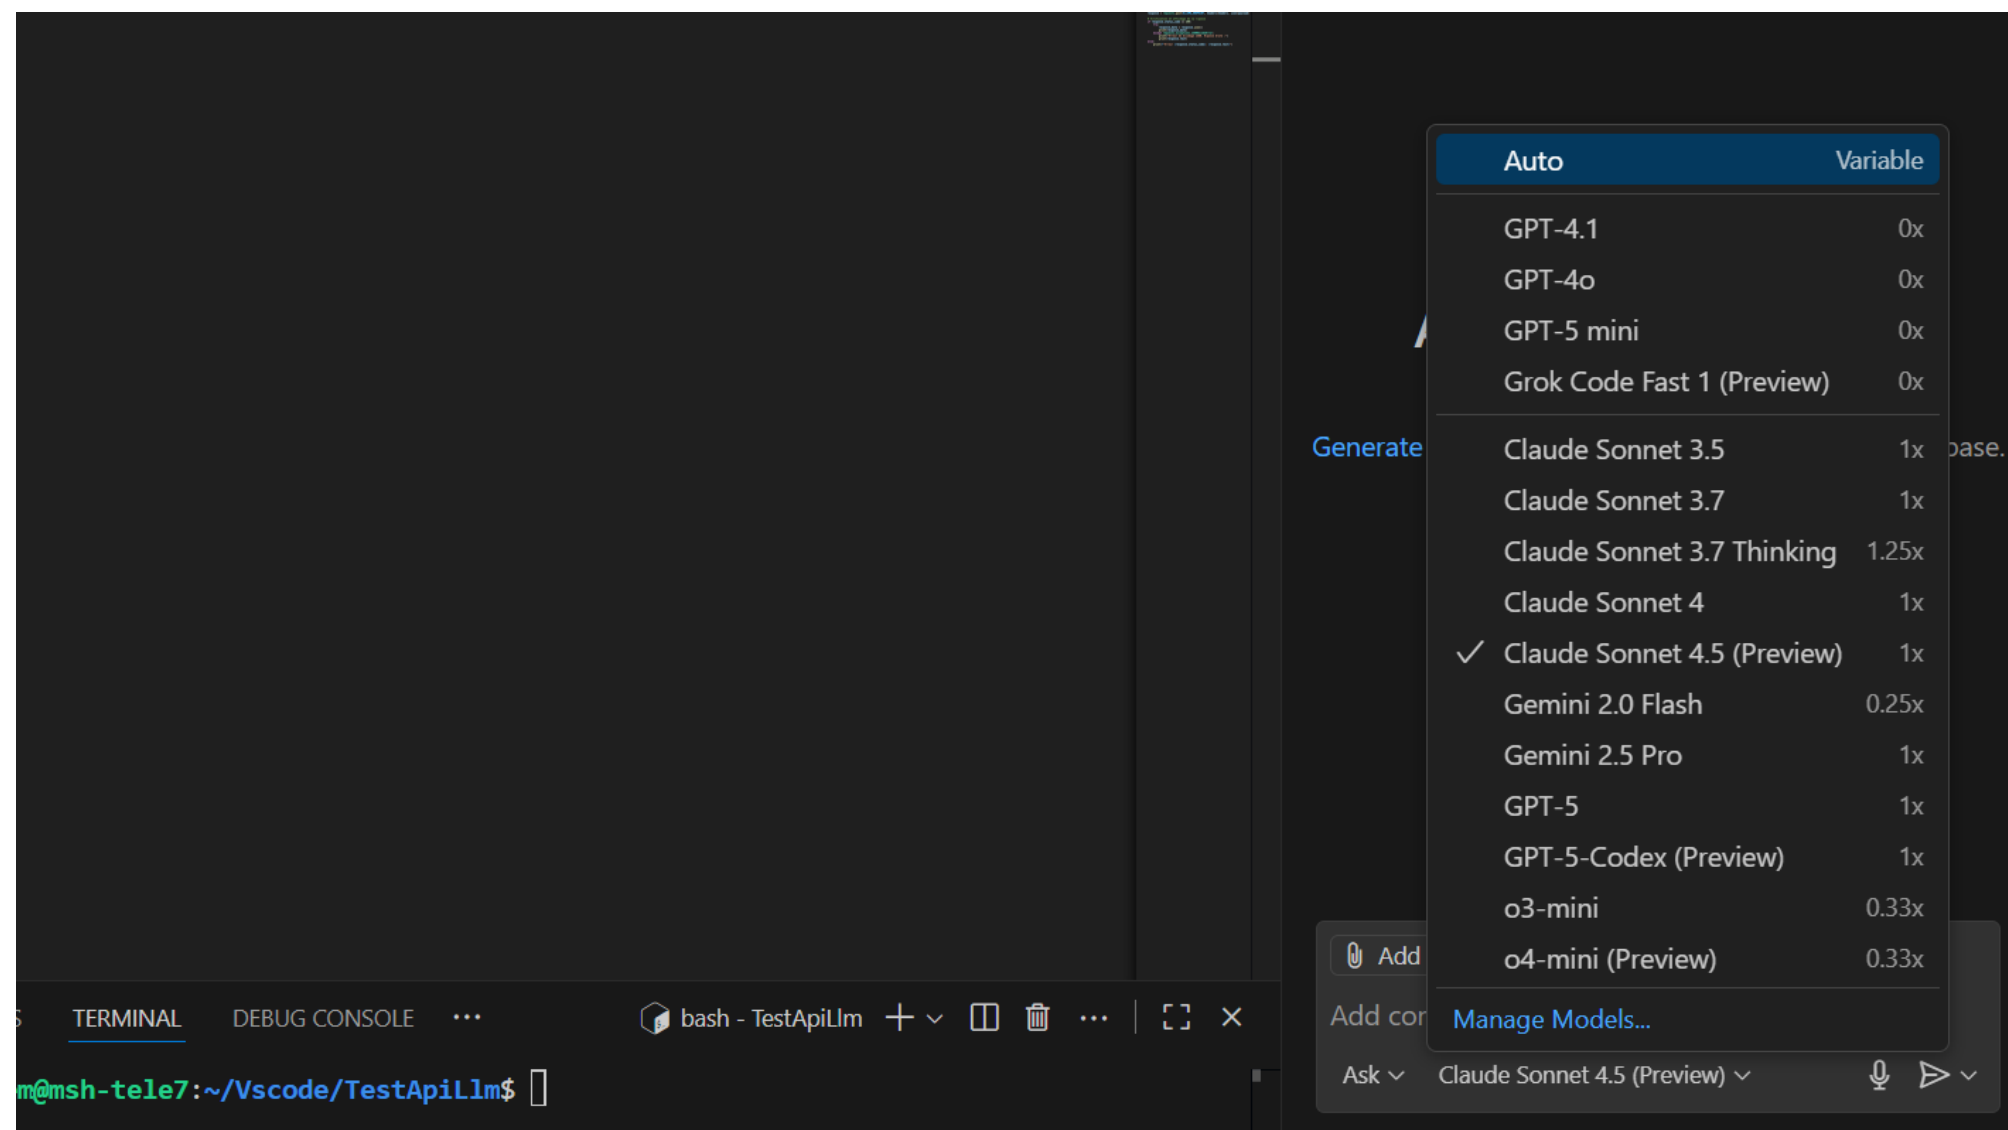 Auto Variable
GPT-4.1 0x
GPT-4o 0x
GPT-5 mini 0x
Grok Code Fast 1 (Preview) 0x
Generate
base.
Claude Sonnet 3.5 1x
Claude Sonnet 3.7 1x
Claude Sonnet 3.7 Thinking 1.25x
Claude Sonnet 4 1x
Claude Sonnet 4.5 (Preview) 1x
Gemini 2.0 Flash 0.25x
Gemini 2.5 Pro 1x
GPT-5 1x
GPT-5-Codex (Preview) 1x
o3-mini 0.33x
o4-mini (Preview) 0.33x
Manage Models...
Add
Add cor
Ask Claude Sonnet 4.5 (Preview)
S TERMINAL DEBUG CONSOLE ··· bash - TestApiLlm
m@msh-tele7:~/Vscode/TestApiLlm$